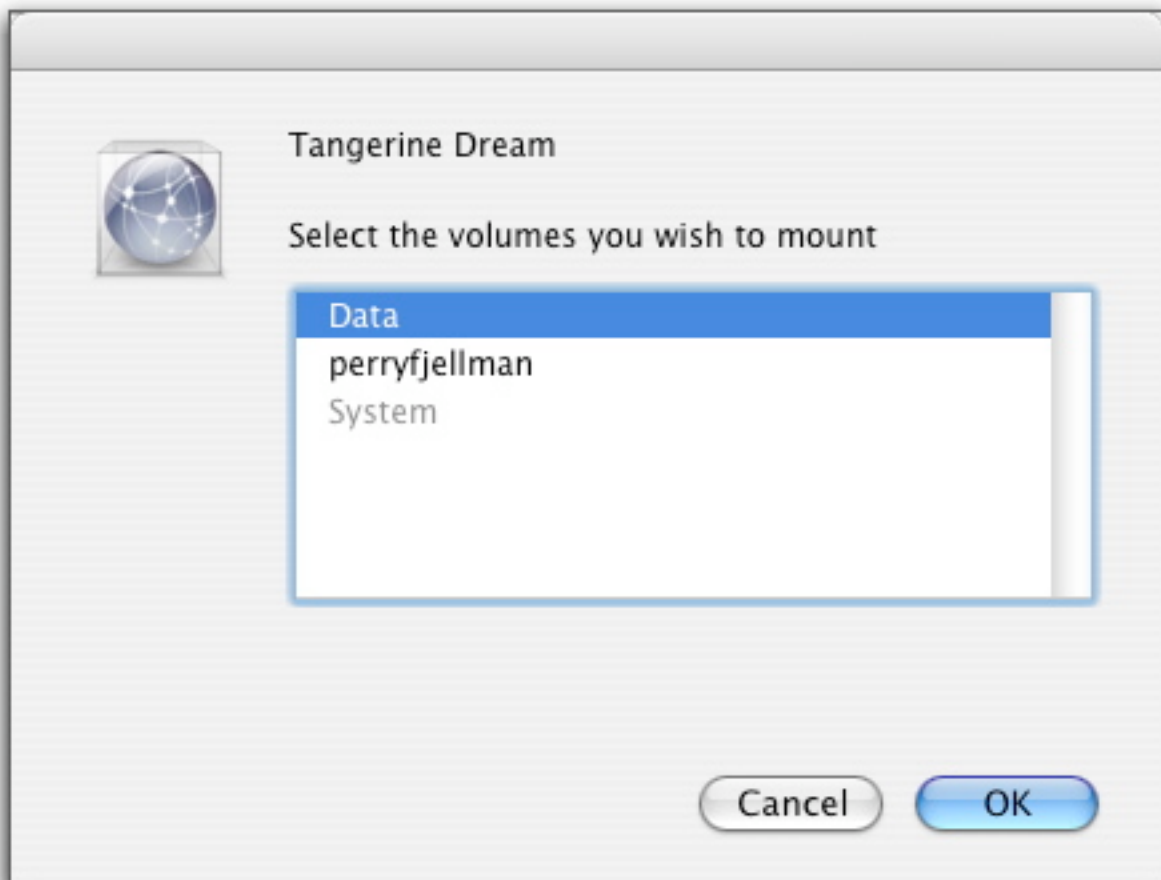 Tangerine Dream
Select the volumes you wish to mount
Data
perryfjellman
System
Cancel OK